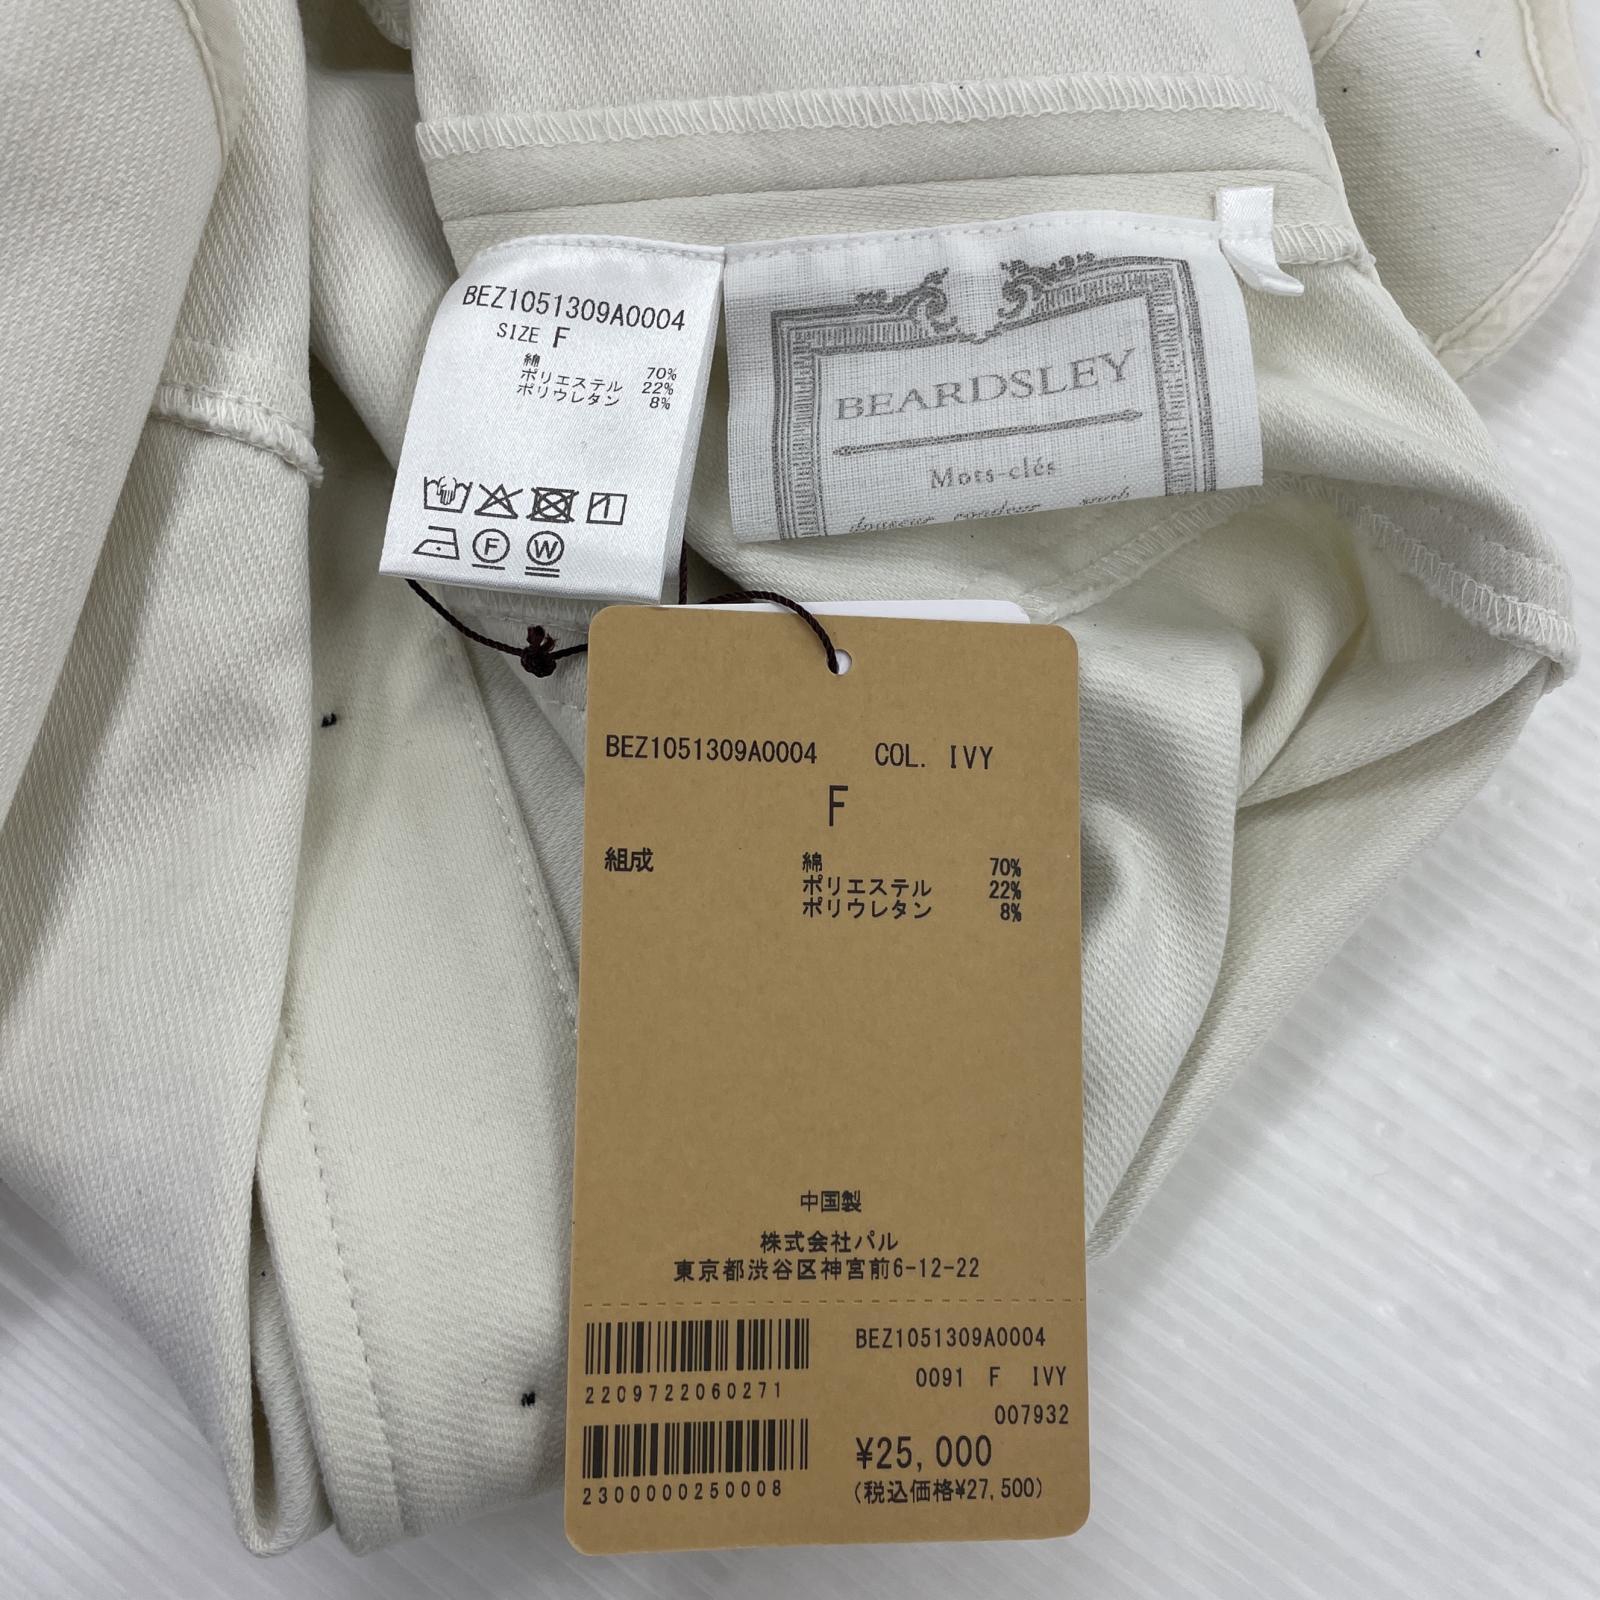 BEZ1051309A0004
SIZE F
綿 70%
ポリエステル 22%
ポリウレタン 8%
1
F
W
BEARDSLEY
Mots-clés
douceur rondeur
BEZ1051309A0004 COL. IVY
F
組成 綿 70%
ポリエステル 22%
ポリウレタン 8%
中国製
株式会社パル
東京都渋谷区神宮前6-12-22
2209722060271
2300000250008
BEZ1051309A0004
0091 F IVY
007932
¥25,000
(税込価格¥27,500)